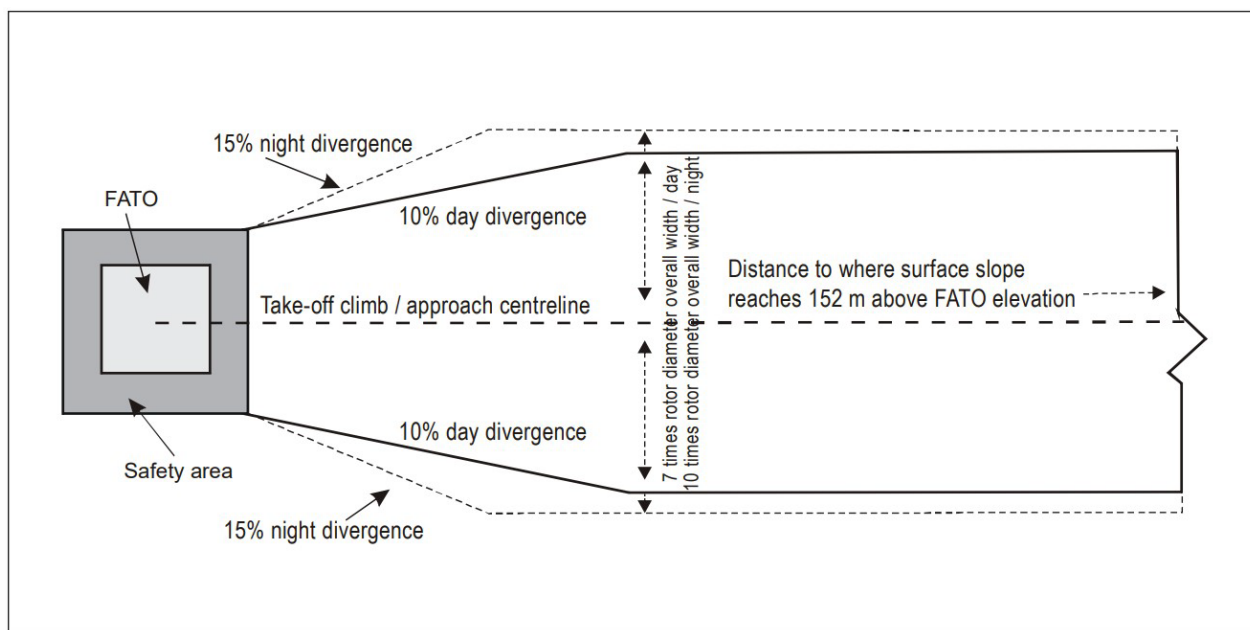 15% night divergence
FATO
10% day divergence
7 times rotor diameter overall width / day
10 times rotor diameter overall width / night
Distance to where surface slope
reaches 152 m above FATO elevation
Take-off climb / approach centreline
10% day divergence
Safety area
15% night divergence